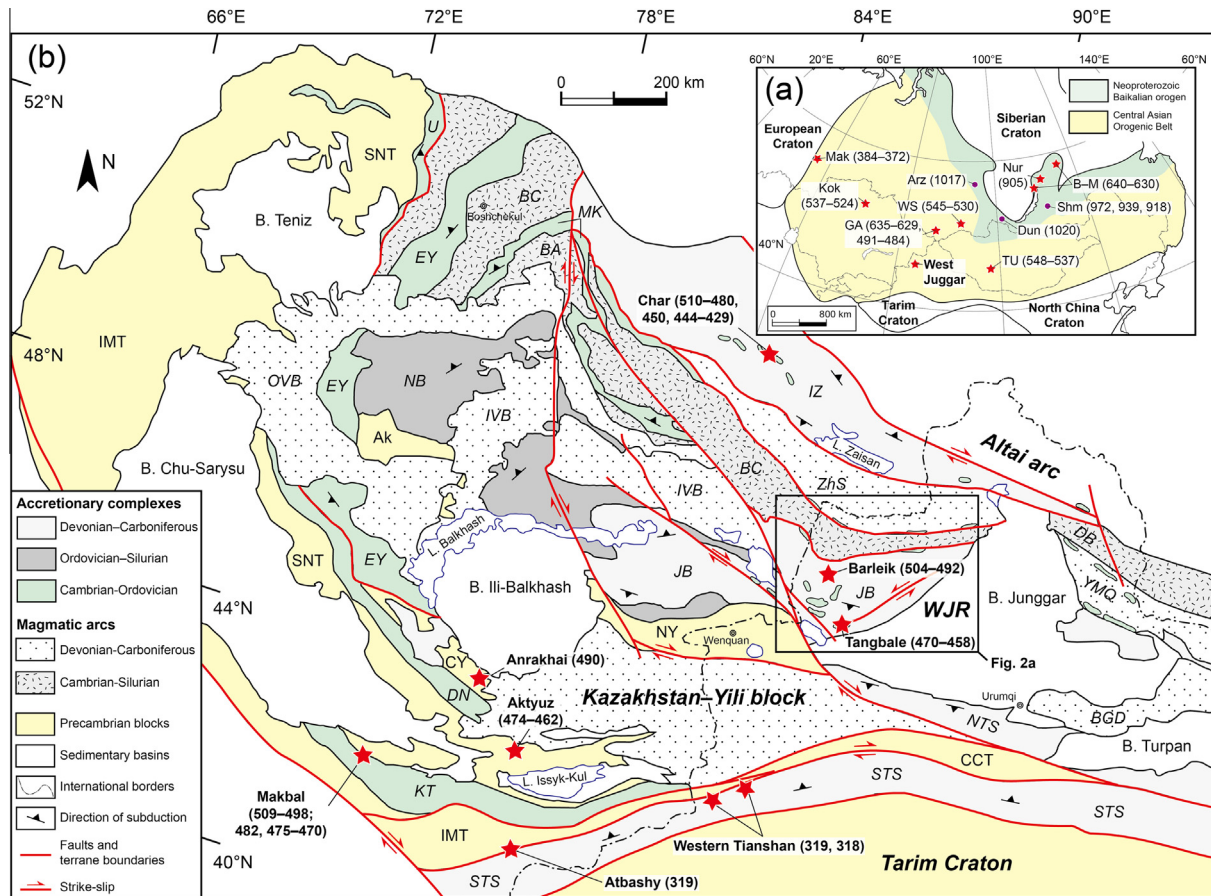 66°E
72°E
78°E
84°E
90°E
(b)
52°N
48°N
44°N
40°N
N
0
200 km
(a)
60°N
20°E
60°E
100°E
60°N
40°N
Neoproterozoic
Baikalian orogen
Central Asian
Orogenic Belt
European
Craton
Siberian
Craton
Mak (384–372)
Nur
(905)
Arz (1017)
B–M (640–630)
Kok
(537–524)
WS (545–530)
Shm (972, 939, 918)
GA (635–629,
491–484)
Dun (1020)
West
Juggar
TU (548–537)
Tarim
Craton
North China
Craton
0
800 km
SNT
U
B. Teniz
BC
Boshchekul
MK
EY
BA
IMT
OVB
EY
NB
IVB
Ak
Char (510–480,
450, 444–429)
IZ
L. Zaisan
Altai arc
B. Chu-Sarysu
BC
IVB
ZhS
L. Balkhash
EY
SNT
JB
B. Ili-Balkhash
Barleik (504–492)
JB
WJR
Tangbale (470–458)
Fig. 2a
DB
YMQ
B. Junggar
NY
Wenquan
CY
DN
Anrakhai (490)
Kazakhstan–Yili block
Aktyuz
(474–462)
Urumqi
NTS
BGD
B. Turpan
L. Issyk-Kul
CCT
KT
STS
STS
Makbal
(509–498;
482, 475–470)
IMT
Western Tianshan (319, 318)
Tarim Craton
STS
Atbashy (319)
Accretionary complexes
Devonian–Carboniferous
Ordovician–Silurian
Cambrian-Ordovician
Magmatic arcs
Devonian-Carboniferous
Cambrian-Silurian
Precambrian blocks
Sedimentary basins
International borders
Direction of subduction
Faults and
terrane boundaries
Strike-slip